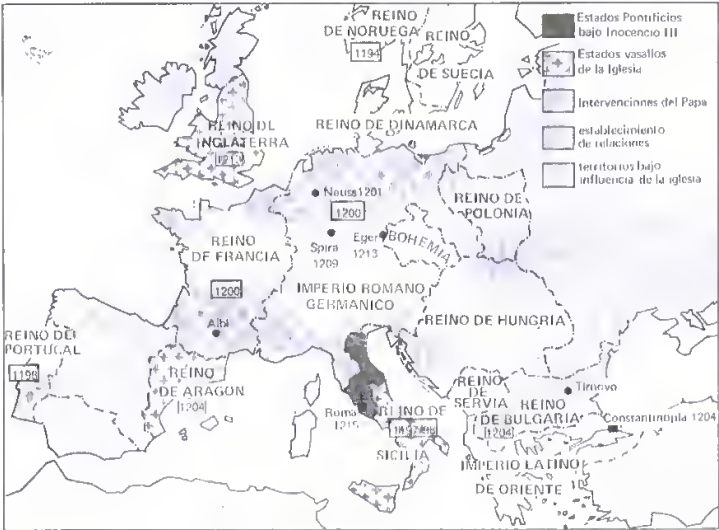 REINO
DE NORUEGA
1194
REINO
DE SUECIA
Estados Pontificios
bajo Inocencio III
Estados vasallos
de la Iglesia
Intervenciones del Papa
establecimiento
de relaciones
territorios bajo
influencia de la iglesia
REINO DE
INGLATERRA
REINO DE DINAMARCA
Neuss 1201
1200
REINO DE
POLONIA
REINO
DE FRANCIA
Spira
1209
Eger
1213
BOHEMIA
1200
Albi
IMPERIO ROMANO
GERMANICO
REINO DE HUNGRIA
REINO DE
PORTUGAL
1198
REINO
DE ARAGON
1204
Roma
1215
REINO DE
SICILIA
REINO
DE
SERVIA
REINO
DE BULGARIA
1204
Tirnovo
Constantinopla 1204
IMPERIO LATINO
DE ORIENTE